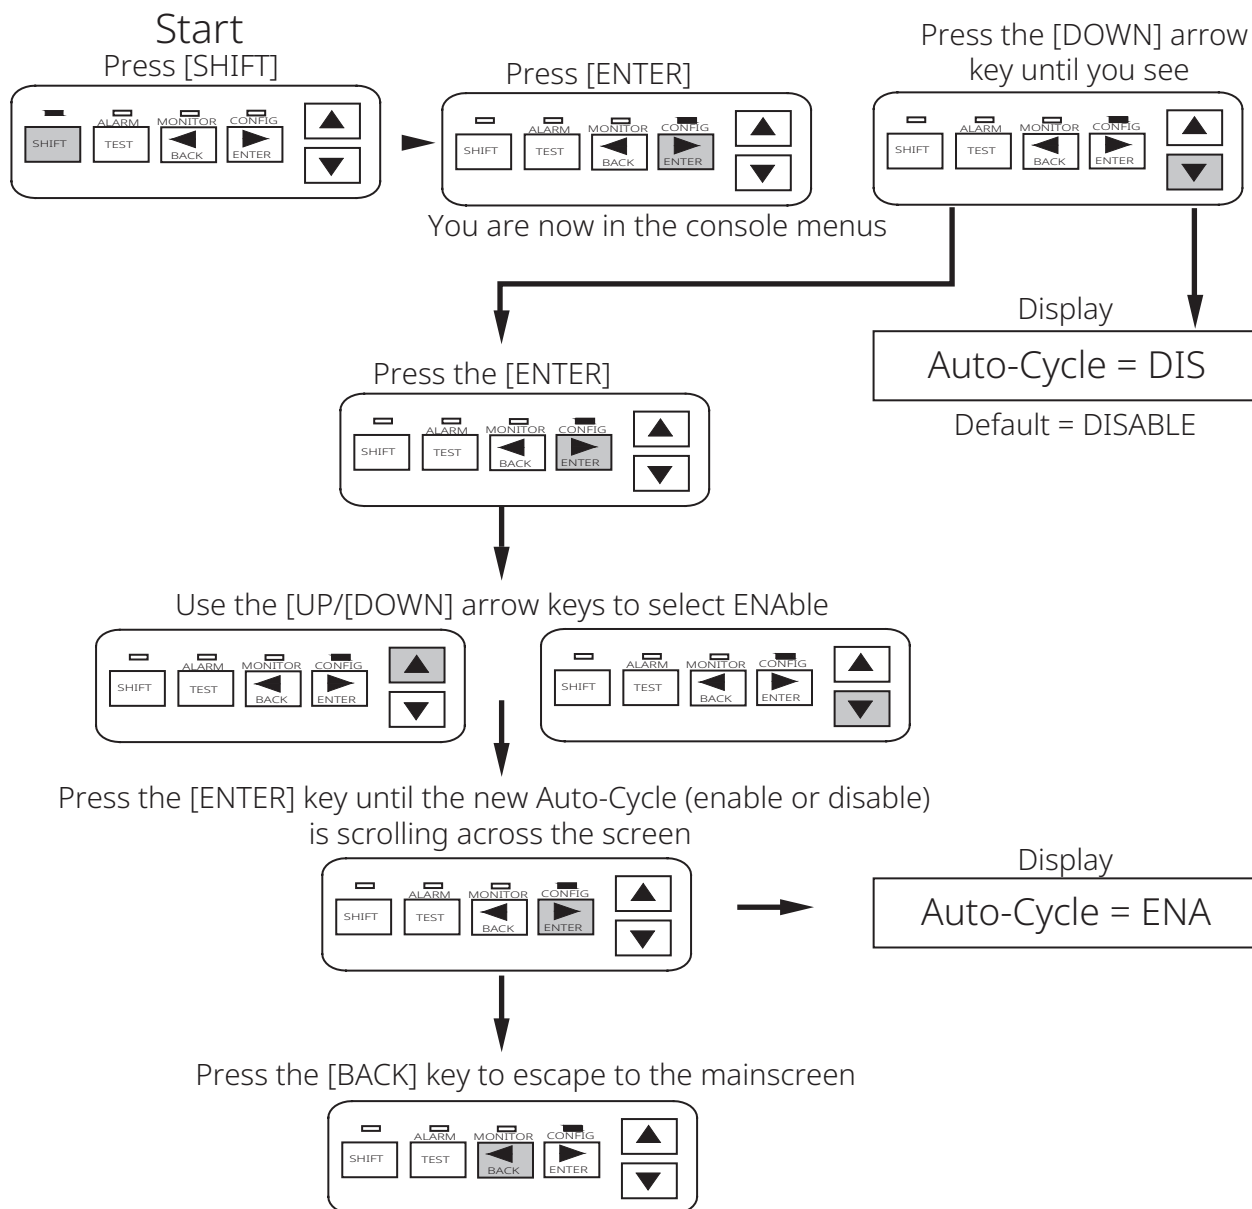 Start
Press [SHIFT]
SHIFT
ALARM
TEST
MONITOR
BACK
CONFIG
ENTER
Press [ENTER]
SHIFT
ALARM
TEST
MONITOR
BACK
CONFIG
ENTER
You are now in the console menus
Press the [DOWN] arrow
key until you see
SHIFT
ALARM
TEST
MONITOR
BACK
CONFIG
ENTER
Display
Auto-Cycle = DIS
Default = DISABLE
Press the [ENTER]
SHIFT
ALARM
TEST
MONITOR
BACK
CONFIG
ENTER
Use the [UP/[DOWN] arrow keys to select ENAble
SHIFT
ALARM
TEST
MONITOR
BACK
CONFIG
ENTER
SHIFT
ALARM
TEST
MONITOR
BACK
CONFIG
ENTER
Press the [ENTER] key until the new Auto-Cycle (enable or disable)
is scrolling across the screen
SHIFT
ALARM
TEST
MONITOR
BACK
CONFIG
ENTER
Display
Auto-Cycle = ENA
Press the [BACK] key to escape to the mainscreen
SHIFT
ALARM
TEST
MONITOR
BACK
CONFIG
ENTER